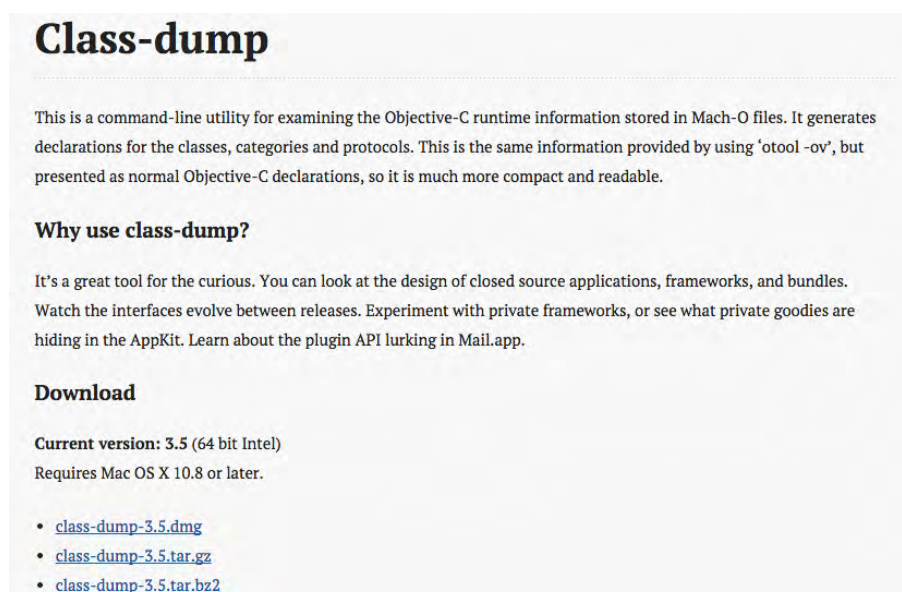 Class-dump
This is a command-line utility for examining the Objective-C runtime information stored in Mach-O files. It generates
declarations for the classes, categories and protocols. This is the same information provided by using ‘otool -ov’, but
presented as normal Objective-C declarations, so it is much more compact and readable.
Why use class-dump?
It’s a great tool for the curious. You can look at the design of closed source applications, frameworks, and bundles.
Watch the interfaces evolve between releases. Experiment with private frameworks, or see what private goodies are
hiding in the AppKit. Learn about the plugin API lurking in Mail.app.
Download
Current version: 3.5 (64 bit Intel)
Requires Mac OS X 10.8 or later.
• class-dump-3.5.dmg
• class-dump-3.5.tar.gz
• class-dump-3.5.tar.bz2